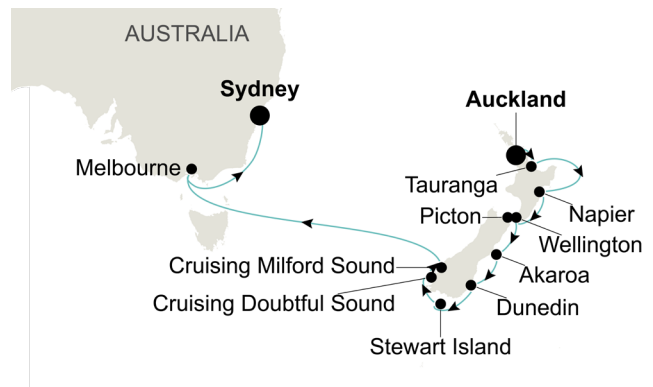 AUSTRALIA
Sydney
Auckland
Melbourne
Tauranga
Picton
Napier
Wellington
Cruising Milford Sound
Akaroa
Cruising Doubtful Sound
Dunedin
Stewart Island